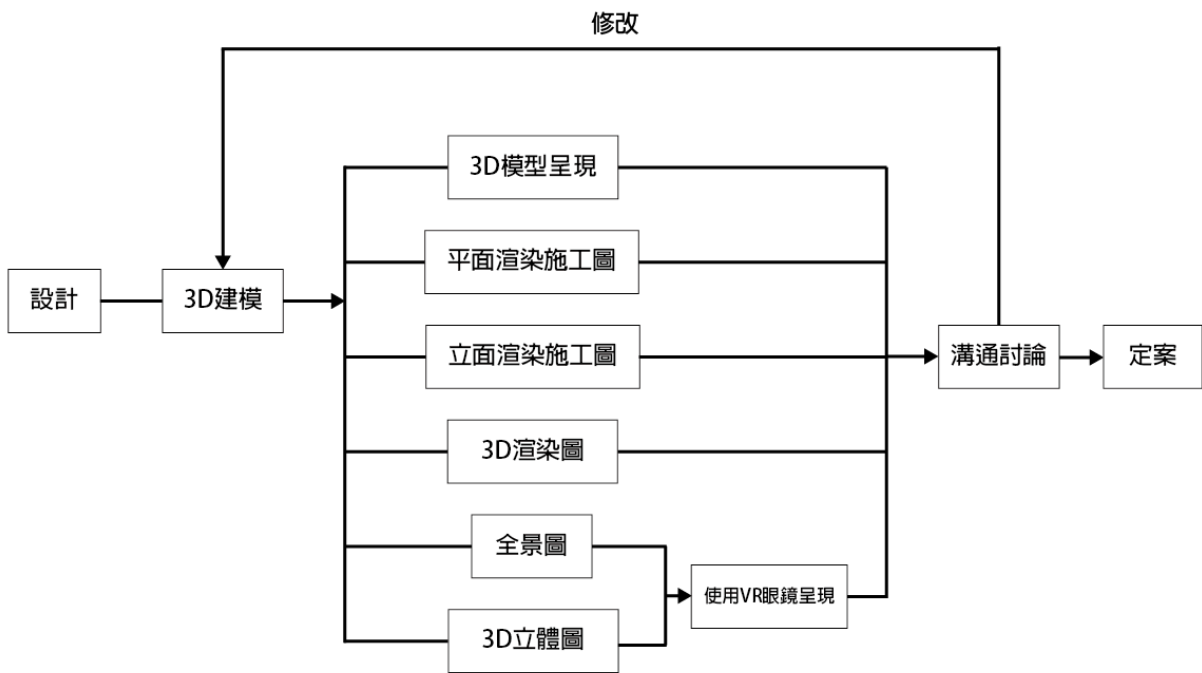 修改
3D模型呈現
平面渲染施工圖
設計
3D建模
立面渲染施工圖
溝通討論
定案
3D渲染圖
全景圖
使用VR眼鏡呈現
3D立體圖